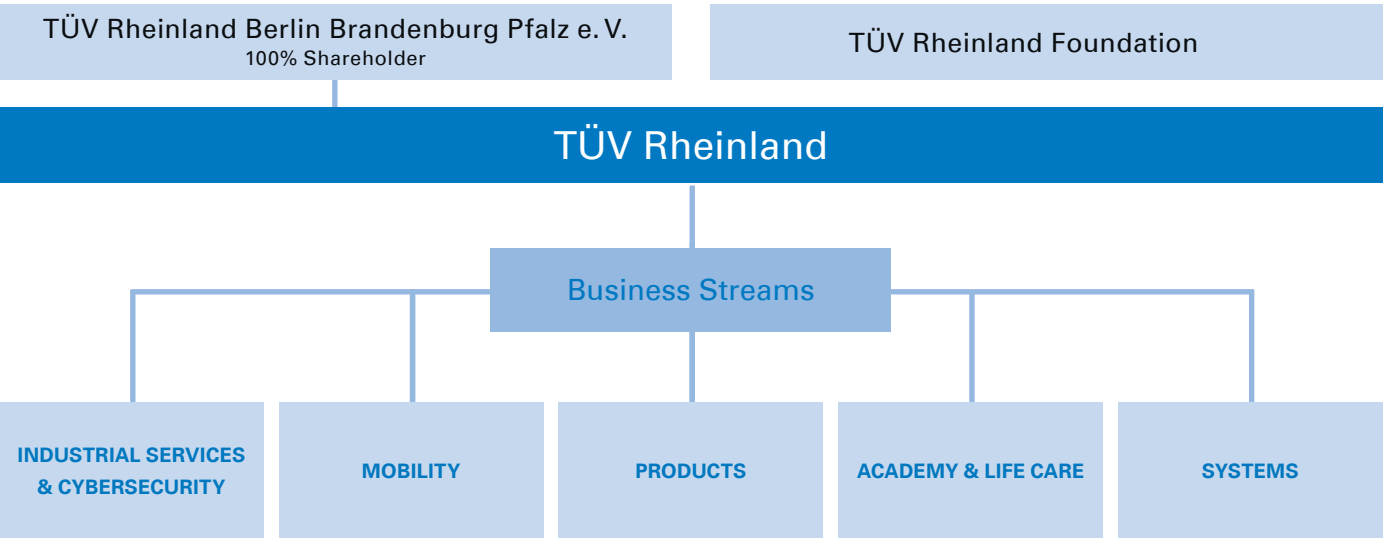 TÜV Rheinland Berlin Brandenburg Pfalz e. V.
100% Shareholder
TÜV Rheinland Foundation
TÜV Rheinland
Business Streams
INDUSTRIAL SERVICES
& CYBERSECURITY
MOBILITY
PRODUCTS
ACADEMY & LIFE CARE
SYSTEMS